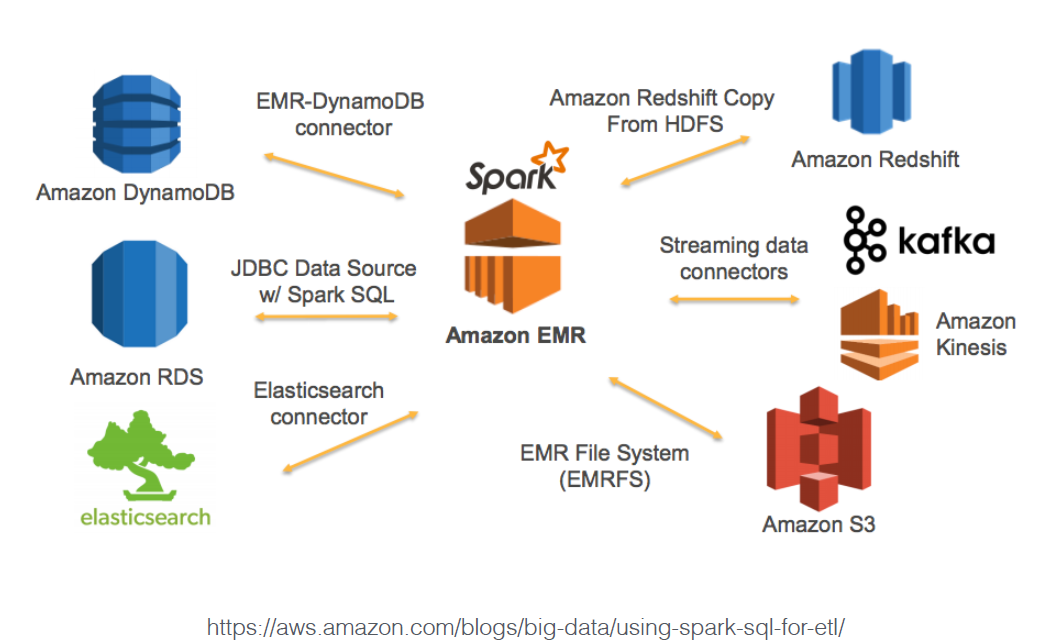 EMR-DynamoDB
connector
Amazon DynamoDB
Amazon Redshift Copy
From HDFS
Amazon Redshift
Spark
Amazon EMR
JDBC Data Source
w/ Spark SQL
Amazon RDS
Streaming data
connectors
kafka
Amazon
Kinesis
Elasticsearch
connector
elasticsearch
EMR File System
(EMRFS)
Amazon S3
https://aws.amazon.com/blogs/big-data/using-spark-sql-for-etl/